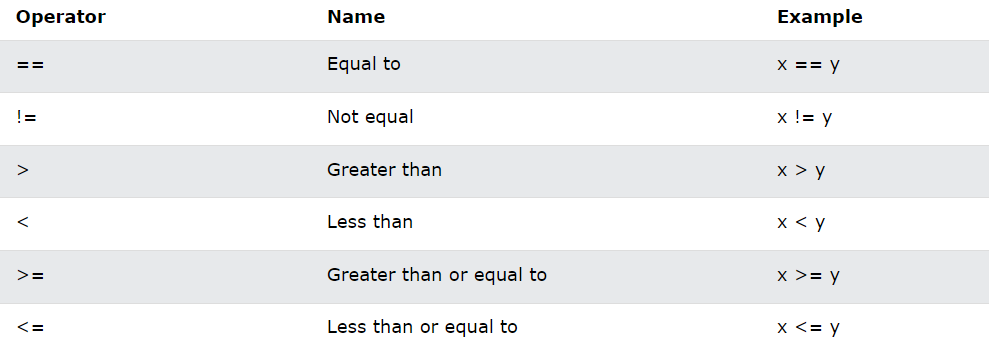 Operator Name Example
== Equal to x == y
!= Not equal x != y
> Greater than x > y
< Less than x < y
>= Greater than or equal to x >= y
<= Less than or equal to x <= y